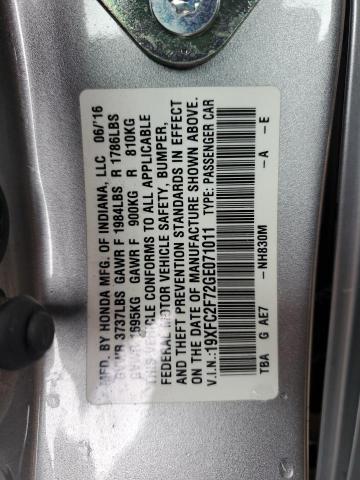 MFD. BY HONDA MFG. OF INDIANA, LLC 06/'16
GVWR 3737LBS GAWR F 1984LBS R 1786LBS
GVWR 1695KG GAWR F 900KG R 810KG
THIS VEHICLE CONFORMS TO ALL APPLICABLE
FEDERAL MOTOR VEHICLE SAFETY, BUMPER,
AND THEFT PREVENTION STANDARDS IN EFFECT
ON THE DATE OF MANUFACTURE SHOWN ABOVE.
V.I.N.: 19XFC2F72GE071011 TYPE: PASSENGER CAR
TBA G AE7 -NH830M -A -E